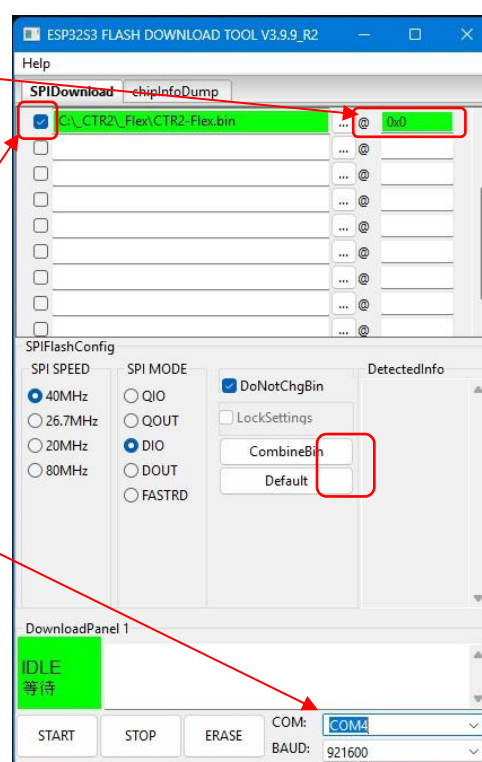 ESP32S3 FLASH DOWNLOAD TOOL V3.9.9_R2
Help
SPIDownload chipInfoDump
C:\_CTR2\_Flex\CTR2-Flex.bin ... @ 0x0
... @
... @
... @
... @
... @
... @
... @
... @
SPIFlashConfig
SPI SPEED SPI MODE DetectedInfo
40MHz QIO DoNotChgBin
26.7MHz QOUT LockSettings
20MHz DIO CombineBin
80MHz DOUT Default
FASTRD
DownloadPanel 1
IDLE
等待
START STOP ERASE COM: COM4
BAUD: 921600